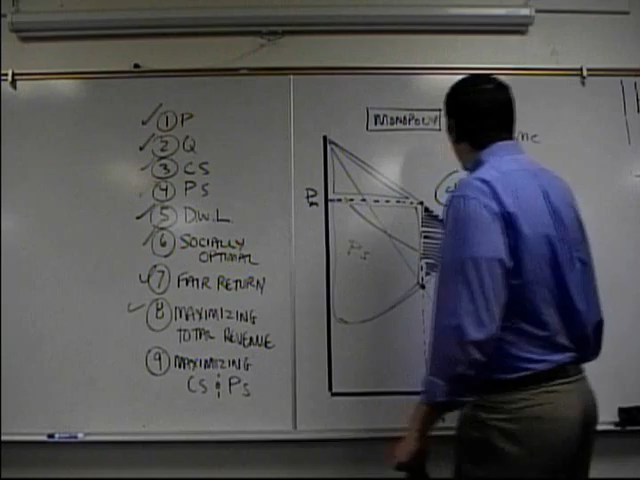 ① P
② Q
③ CS
④ PS
⑤ D.W.L
⑥ SOCIALLY
OPTIMAL
⑦ FAIR RETURN
⑧ MAXIMIZING
TOTAL REVENUE
⑨ MAXIMIZING
CS & PS
MONOPOLY
MC
PS